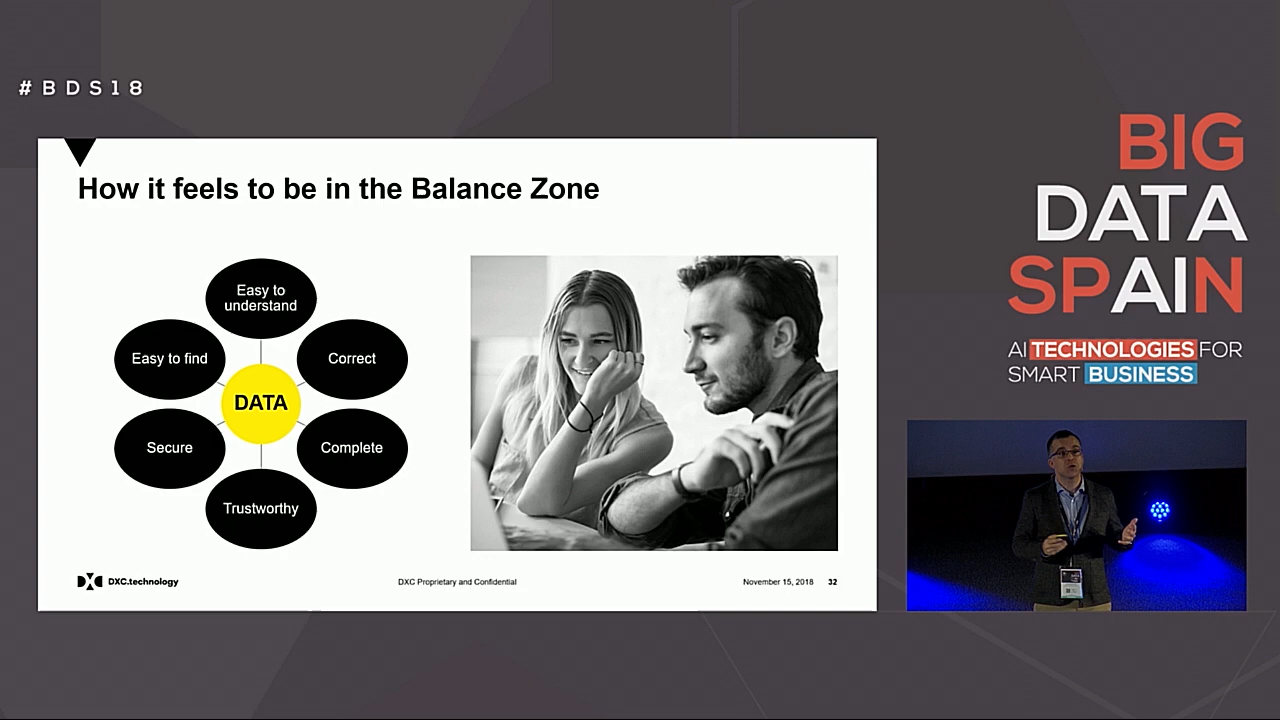 #BDS18
How it feels to be in the Balance Zone
Easy to
understand
Easy to find
Correct
DATA
Secure
Complete
Trustworthy
DXC.technology
DXC Proprietary and Confidential
November 15, 2018 32
BIG
DATA
SPAIN
AI TECHNOLOGIES FOR
SMART BUSINESS